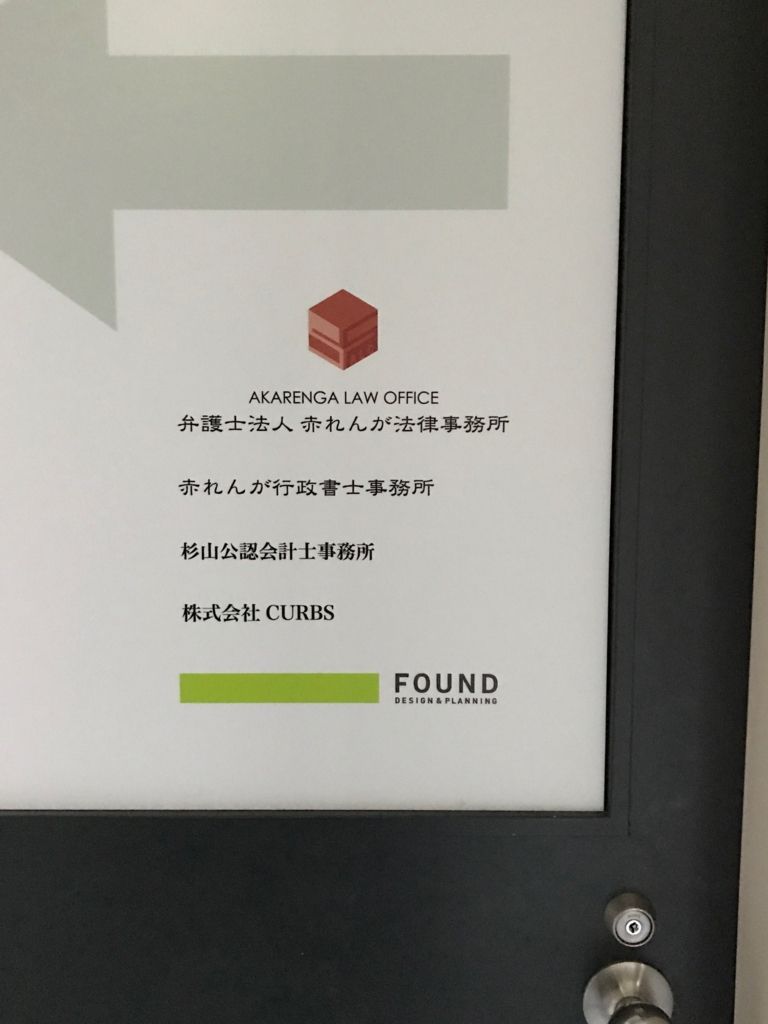 AKARENGA LAW OFFICE
弁護士法人 赤れんが法律事務所
赤れんが行政書士事務所
杉山公認会計士事務所
株式会社 CURBS
FOUND
DESIGN & PLANNING